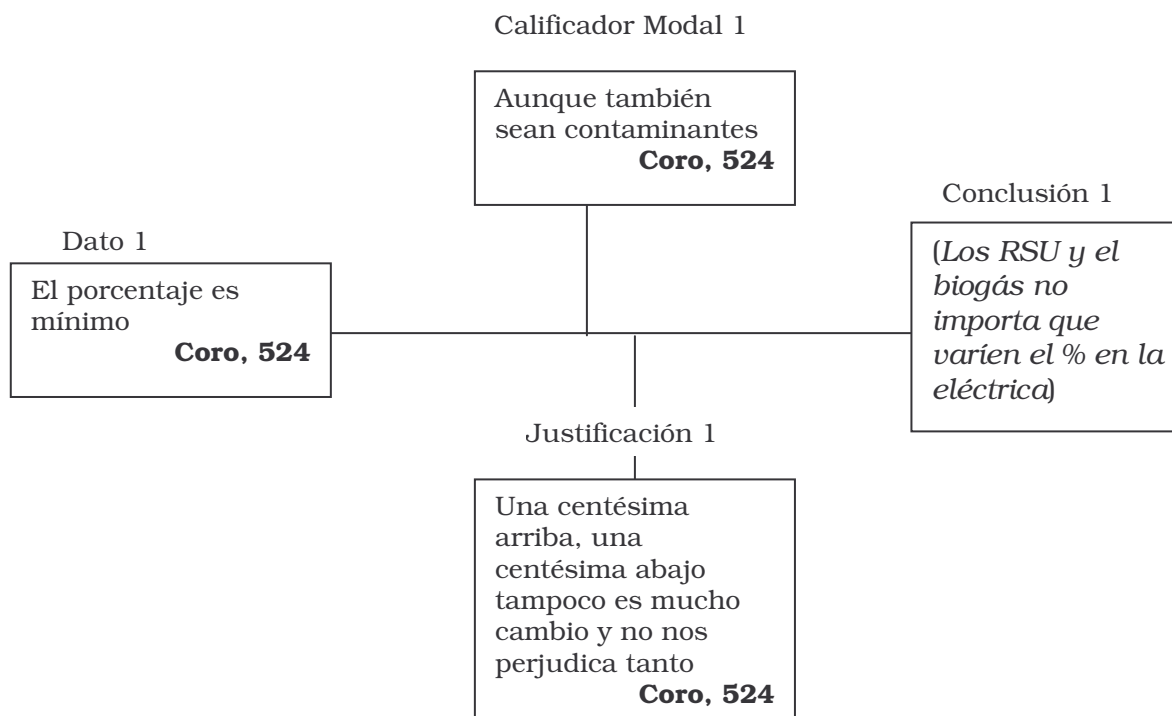 Calificador Modal 1
Aunque también
sean contaminantes
Coro, 524
Conclusión 1
(Los RSU y el
biogás no
importa que
varíen el % en la
eléctrica)
Dato 1
El porcentaje es
mínimo
Coro, 524
Justificación 1
Una centésima
arriba, una
centésima abajo
tampoco es mucho
cambio y no nos
perjudica tanto
Coro, 524